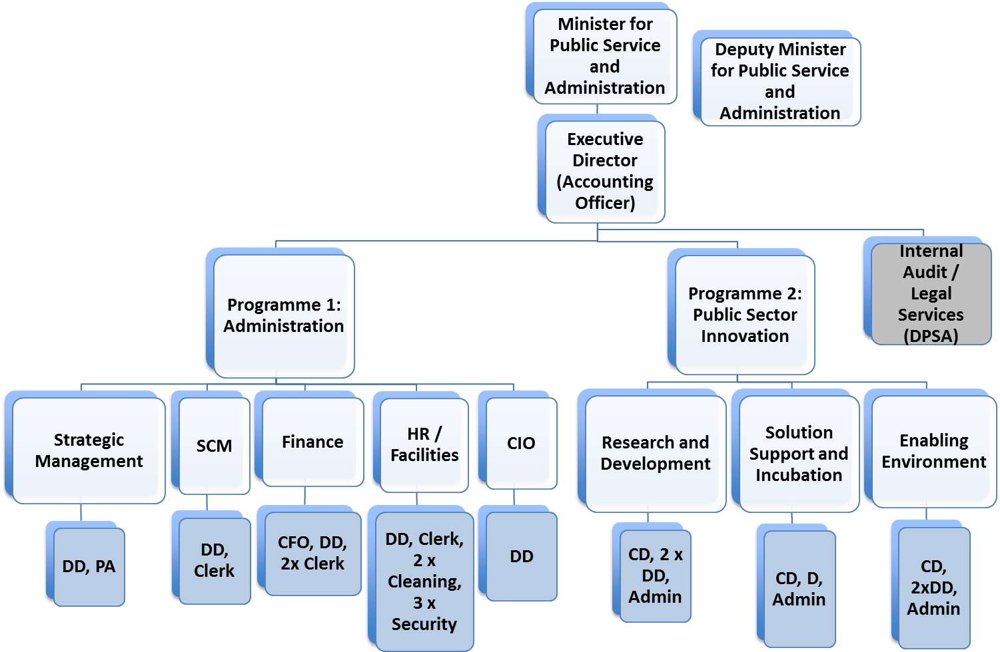 Minister for
Public Service
and
Administration
Deputy Minister
for Public Service
and
Administration
Executive
Director
(Accounting
Officer)
Programme 1:
Administration
Programme 2:
Public Sector
Innovation
Internal
Audit /
Legal
Services
(DPSA)
Strategic
Management
SCM
Finance
HR /
Facilities
CIO
Research and
Development
Solution
Support and
Incubation
Enabling
Environment
DD, PA
DD,
Clerk
CFO, DD,
2x Clerk
DD, Clerk,
2 x
Cleaning,
3 x
Security
DD
CD, 2 x
DD,
Admin
CD, D,
Admin
CD,
2xDD,
Admin